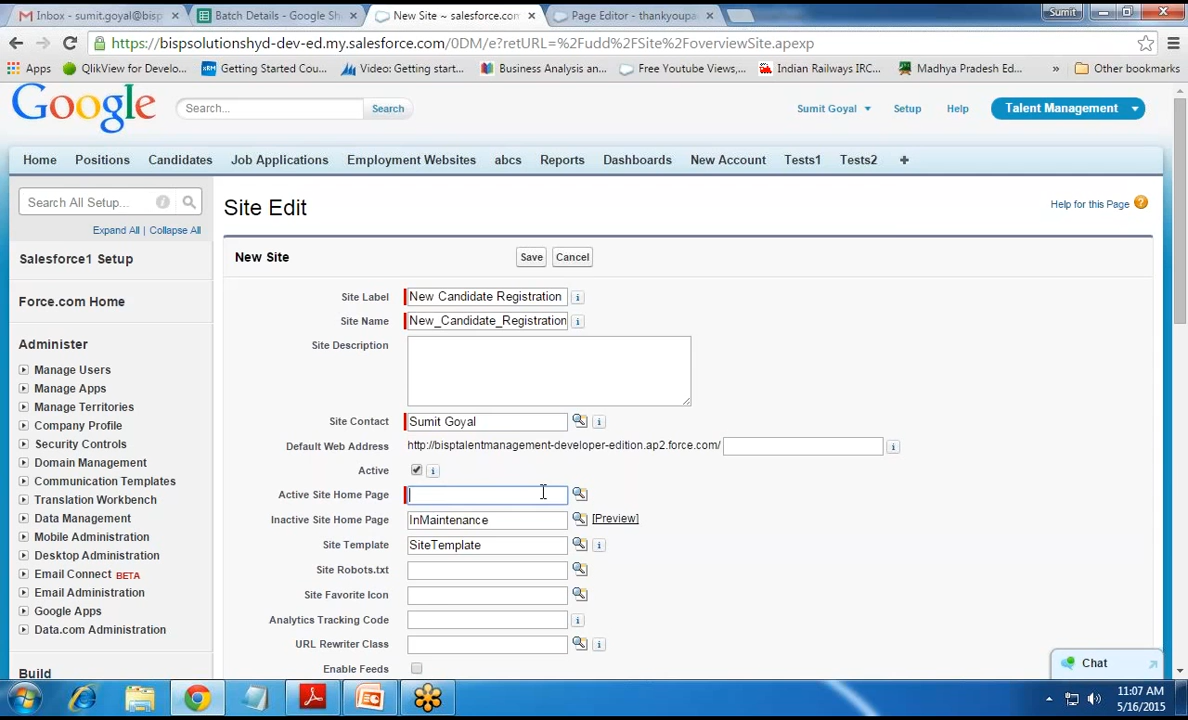 Inbox - sumit.goyal@bisp
Batch Details - Google Sh
New Site ~ salesforce.com
Page Editor - thankyoupa
Sumit
https://bispsolutionshyd-dev-ed.my.salesforce.com/0DM/e?retURL=%2Fudd%2FSite%2FoverviewSite.apexp
Apps
QlikView for Develo...
Getting Started Cou...
Video: Getting start...
Business Analysis an...
Free Youtube Views,...
Indian Railways IRC...
Madhya Pradesh Ed...
»
Other bookmarks
Google
Search...
Search
Sumit Goyal
Setup
Help
Talent Management
Home
Positions
Candidates
Job Applications
Employment Websites
abcs
Reports
Dashboards
New Account
Tests1
Tests2
+
Search All Setup...
Expand All | Collapse All
Salesforce1 Setup
Force.com Home
Administer
Manage Users
Manage Apps
Manage Territories
Company Profile
Security Controls
Domain Management
Communication Templates
Translation Workbench
Data Management
Mobile Administration
Desktop Administration
Email Connect BETA
Email Administration
Google Apps
Data.com Administration
Build
Site Edit
Help for this Page
New Site
Save
Cancel
Site Label
New Candidate Registration
Site Name
New_Candidate_Registration
Site Description
Site Contact
Sumit Goyal
Default Web Address
http://bisptalentmanagement-developer-edition.ap2.force.com/
Active
Active Site Home Page
Inactive Site Home Page
InMaintenance
[Preview]
Site Template
SiteTemplate
Site Robots.txt
Site Favorite Icon
Analytics Tracking Code
URL Rewriter Class
Enable Feeds
Chat
11:07 AM
5/16/2015